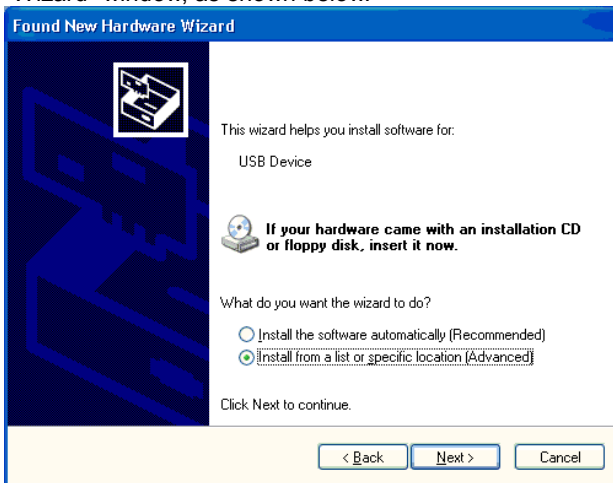 Wizard" window, as shown below
Found New Hardware Wizard
This wizard helps you install software for:
USB Device
If your hardware came with an installation CD
or floppy disk, insert it now.
What do you want the wizard to do?
Install the software automatically (Recommended)
Install from a list or specific location (Advanced)
Click Next to continue.
< Back Next > Cancel